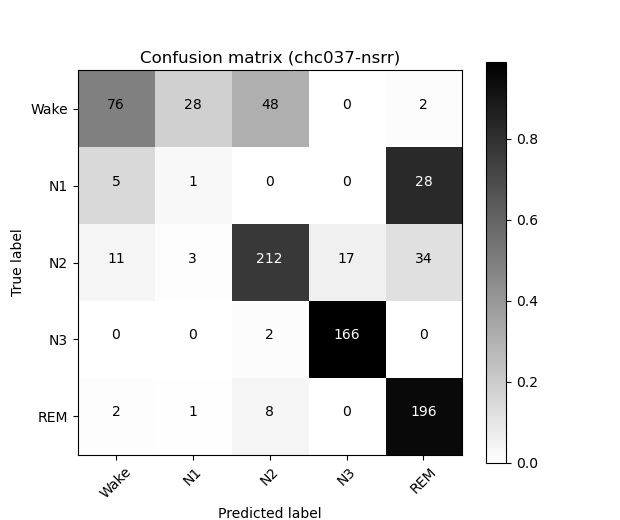 Confusion matrix (chc037-nsrr)
Wake 76 28 48 0 2
N1 5 1 0 0 28
N2 11 3 212 17 34
N3 0 0 2 166 0
REM 2 1 8 0 196
Wake N1 N2 N3 REM
Predicted label
True label
0.8
0.6
0.4
0.2
0.0